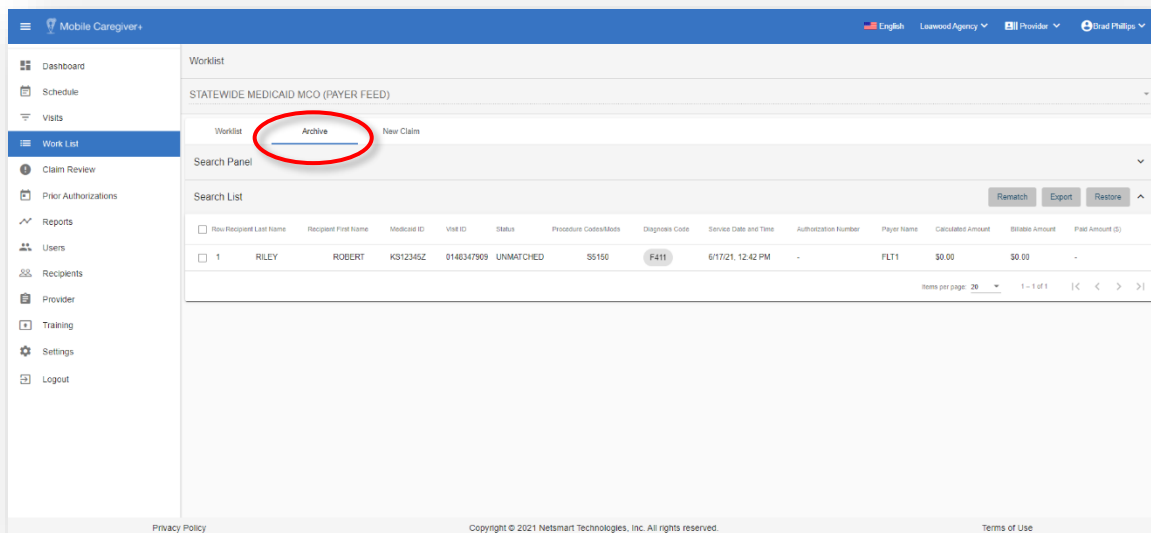 Mobile Caregiver+
English Leawood Agency Provider Brad Phillips
Dashboard
Schedule
Visits
Work List
Claim Review
Prior Authorizations
Reports
Users
Recipients
Provider
Training
Settings
Logout
Worklist
STATEWIDE MEDICAID MCO (PAYER FEED)
Worklist Archive New Claim
Search Panel
Search List Rematch Export Restore
Row Recipient Last Name Recipient First Name Medicaid ID Visit ID Status Procedure Codes/Mods Diagnosis Code Service Date and Time Authorization Number Payer Name Calculated Amount Billable Amount Paid Amount ($)
1 RILEY ROBERT KS12345Z 0148347909 UNMATCHED S5150 F411 6/17/21, 12:42 PM - FLT1 $0.00 $0.00 -
Items per page: 20 1 – 1 of 1
Privacy Policy Copyright © 2021 Netsmart Technologies, Inc. All rights reserved. Terms of Use